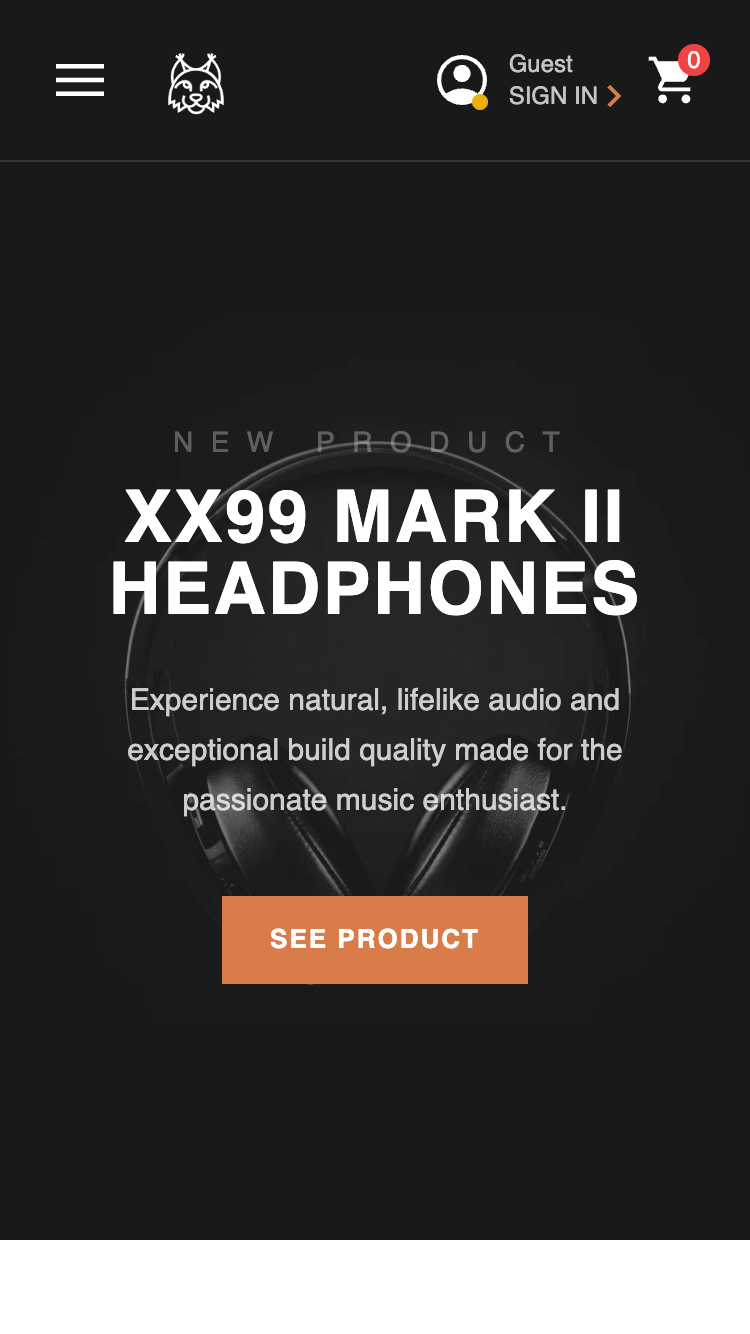 Guest
SIGN IN
0
NEW PRODUCT
XX99 MARK II
HEADPHONES
Experience natural, lifelike audio and
exceptional build quality made for the
passionate music enthusiast.
SEE PRODUCT